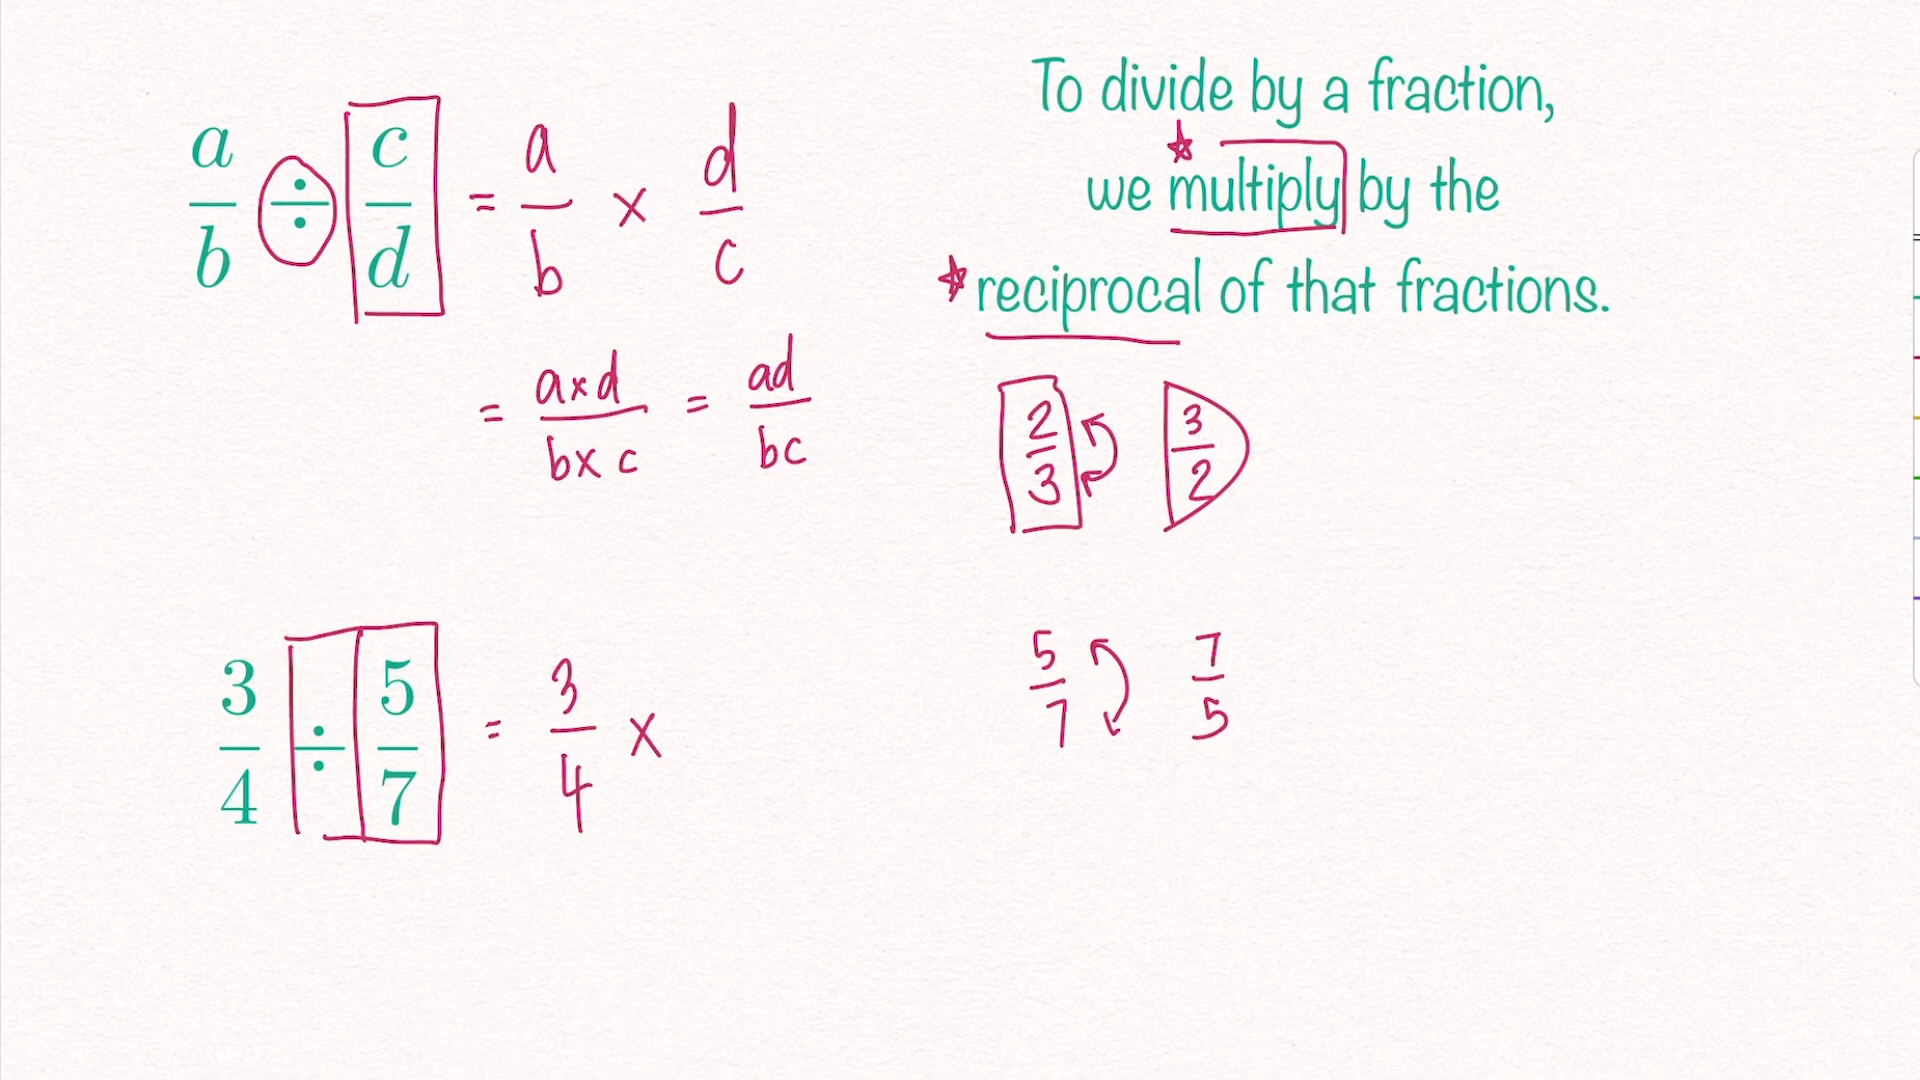 a/b ÷ c/d = a/b × d/c
= a×d/b×c = ad/bc
To divide by a fraction,
we multiply by the
reciprocal of that fractions.
2/3 3/2
3/4 ÷ 5/7 = 3/4 ×
5/7 7/5